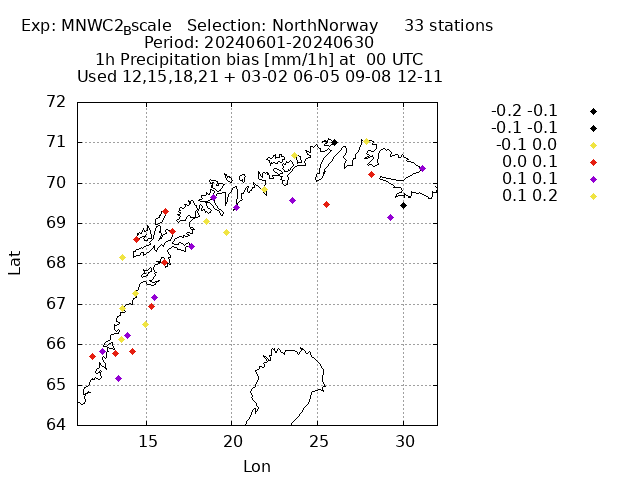 Exp: MNWC2_Bscale Selection: NorthNorway 33 stations
Period: 20240601-20240630
1h Precipitation bias [mm/1h] at 00 UTC
Used 12,15,18,21 + 03-02 06-05 09-08 12-11
72
71
70
69
68
67
66
65
64
15 20 25 30
Lat
Lon
-0.2 -0.1
-0.1 -0.1
-0.1 0.0
0.0 0.1
0.1 0.1
0.1 0.2